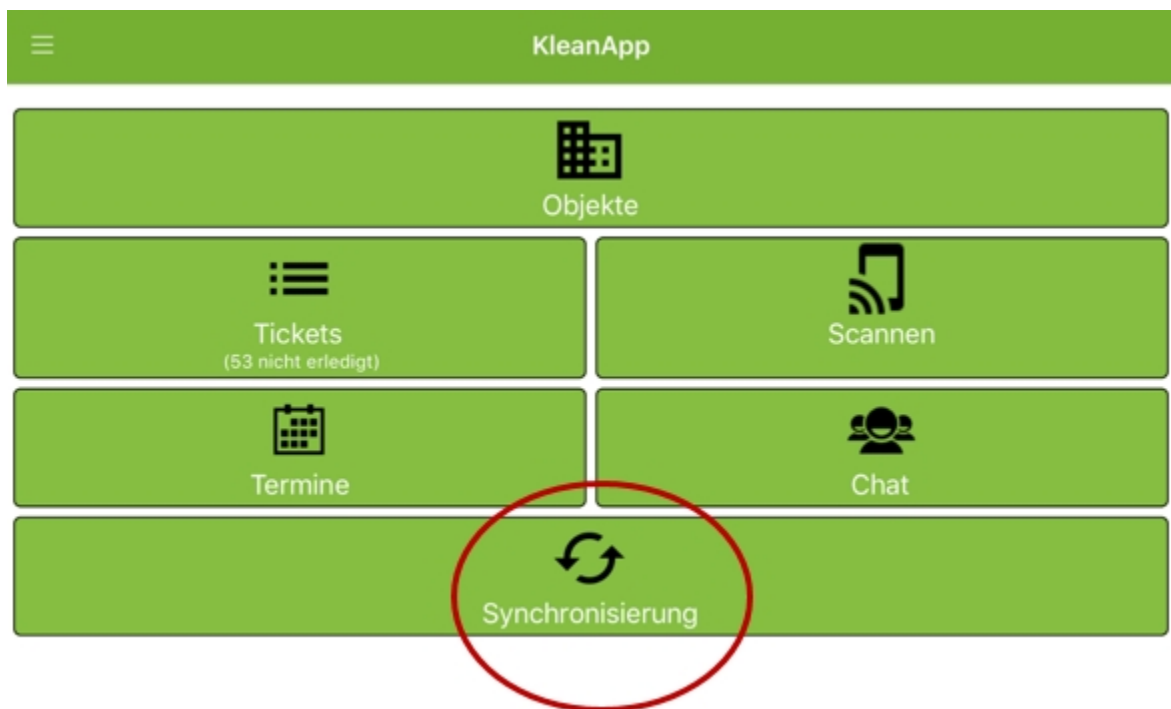 KleanApp
Objekte
Tickets
(53 nicht erledigt)
Scannen
Termine
Chat
Synchronisierung